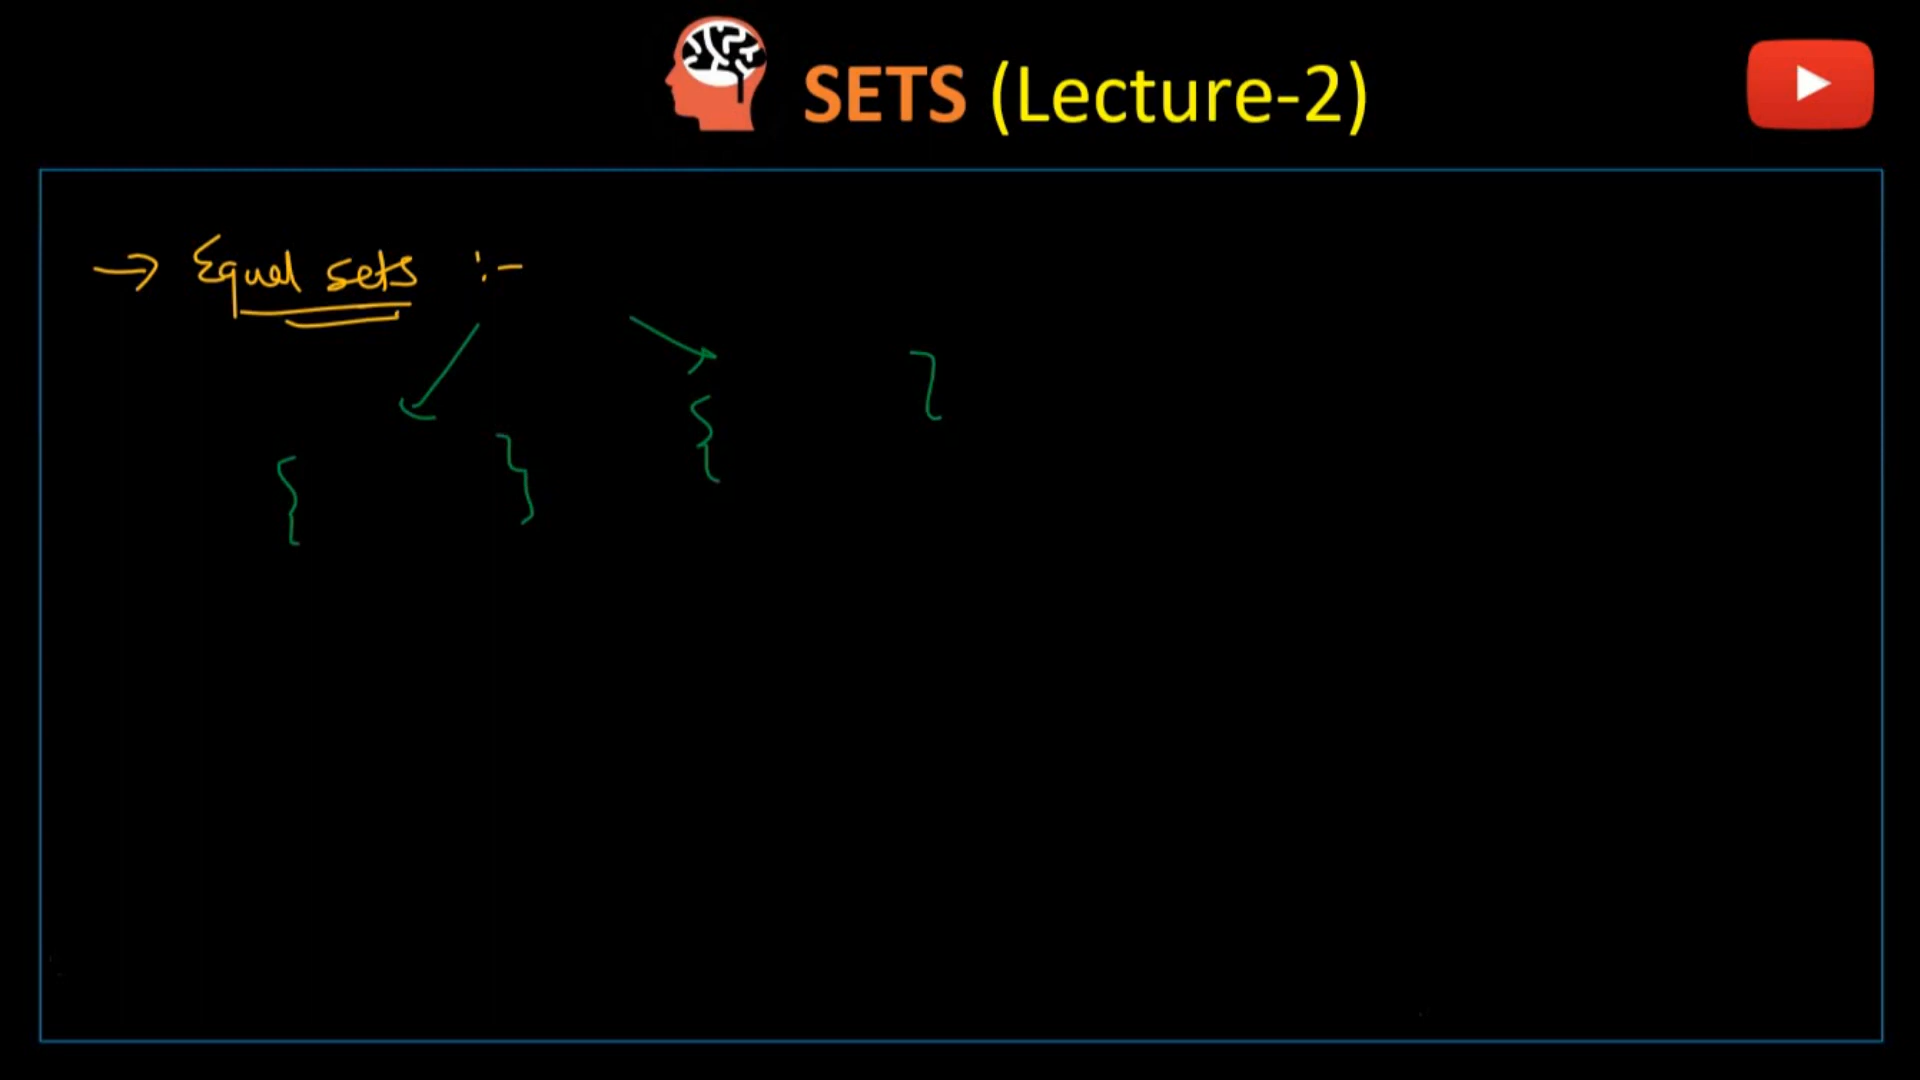 SETS (Lecture-2)
→ Equal sets :-
{ } { }